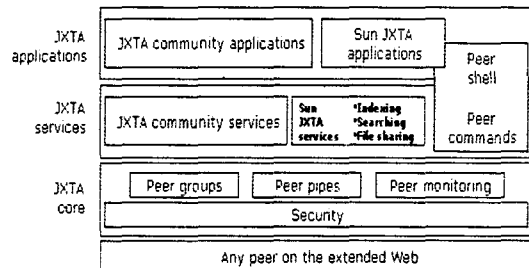 JXTA applications
JXTA community applications
Sun JXTA applications
Peer shell
Peer commands
JXTA services
JXTA community services
Sun JXTA services
*Indexing
*Searching
*File sharing
JXTA core
Peer groups
Peer pipes
Peer monitoring
Security
Any peer on the extended Web